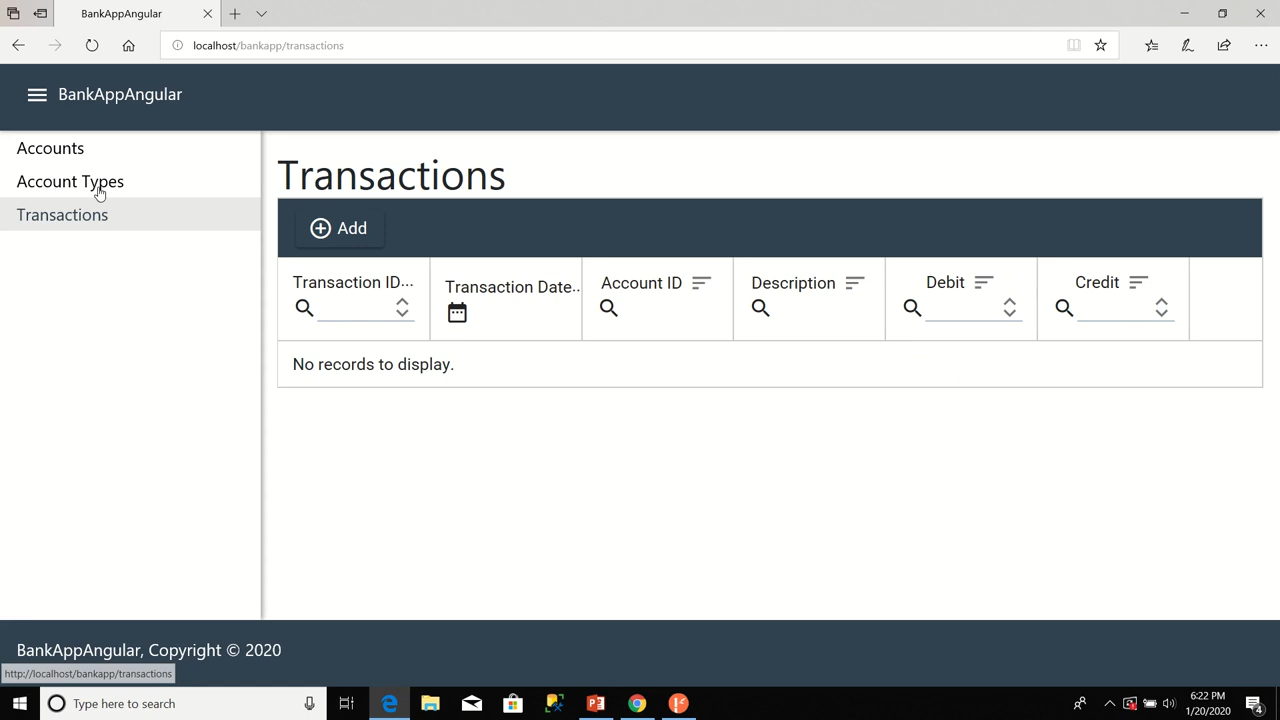 BankAppAngular
localhost/bankapp/transactions
BankAppAngular
Accounts
Account Types
Transactions
Transactions
Add
Transaction ID...
Transaction Date..
Account ID
Description
Debit
Credit
No records to display.
BankAppAngular, Copyright © 2020
http://localhost/bankapp/transactions
Type here to search
6:22 PM
1/20/2020
4